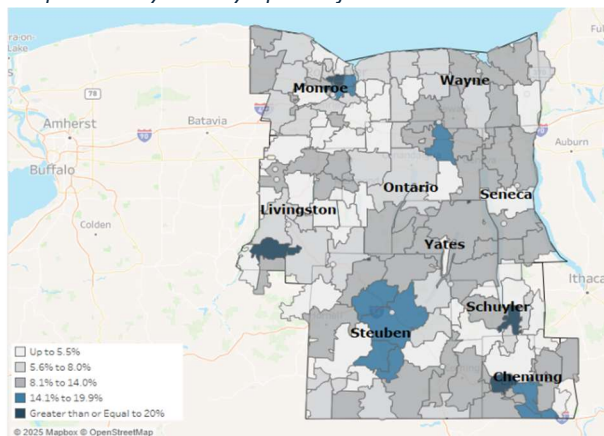 Monroe
Wayne
78
90
Amherst
Batavia
Auburn
Buffalo
Ontario
Seneca
Livingston
Colden
Yates
Ithaca
Schuyler
Steuben
Up to 5.5%
5.6% to 8.0%
8.1% to 14.0%
14.1% to 19.9%
Greater than or Equal to 20%
Chemung
© 2025 Mapbox © OpenStreetMap